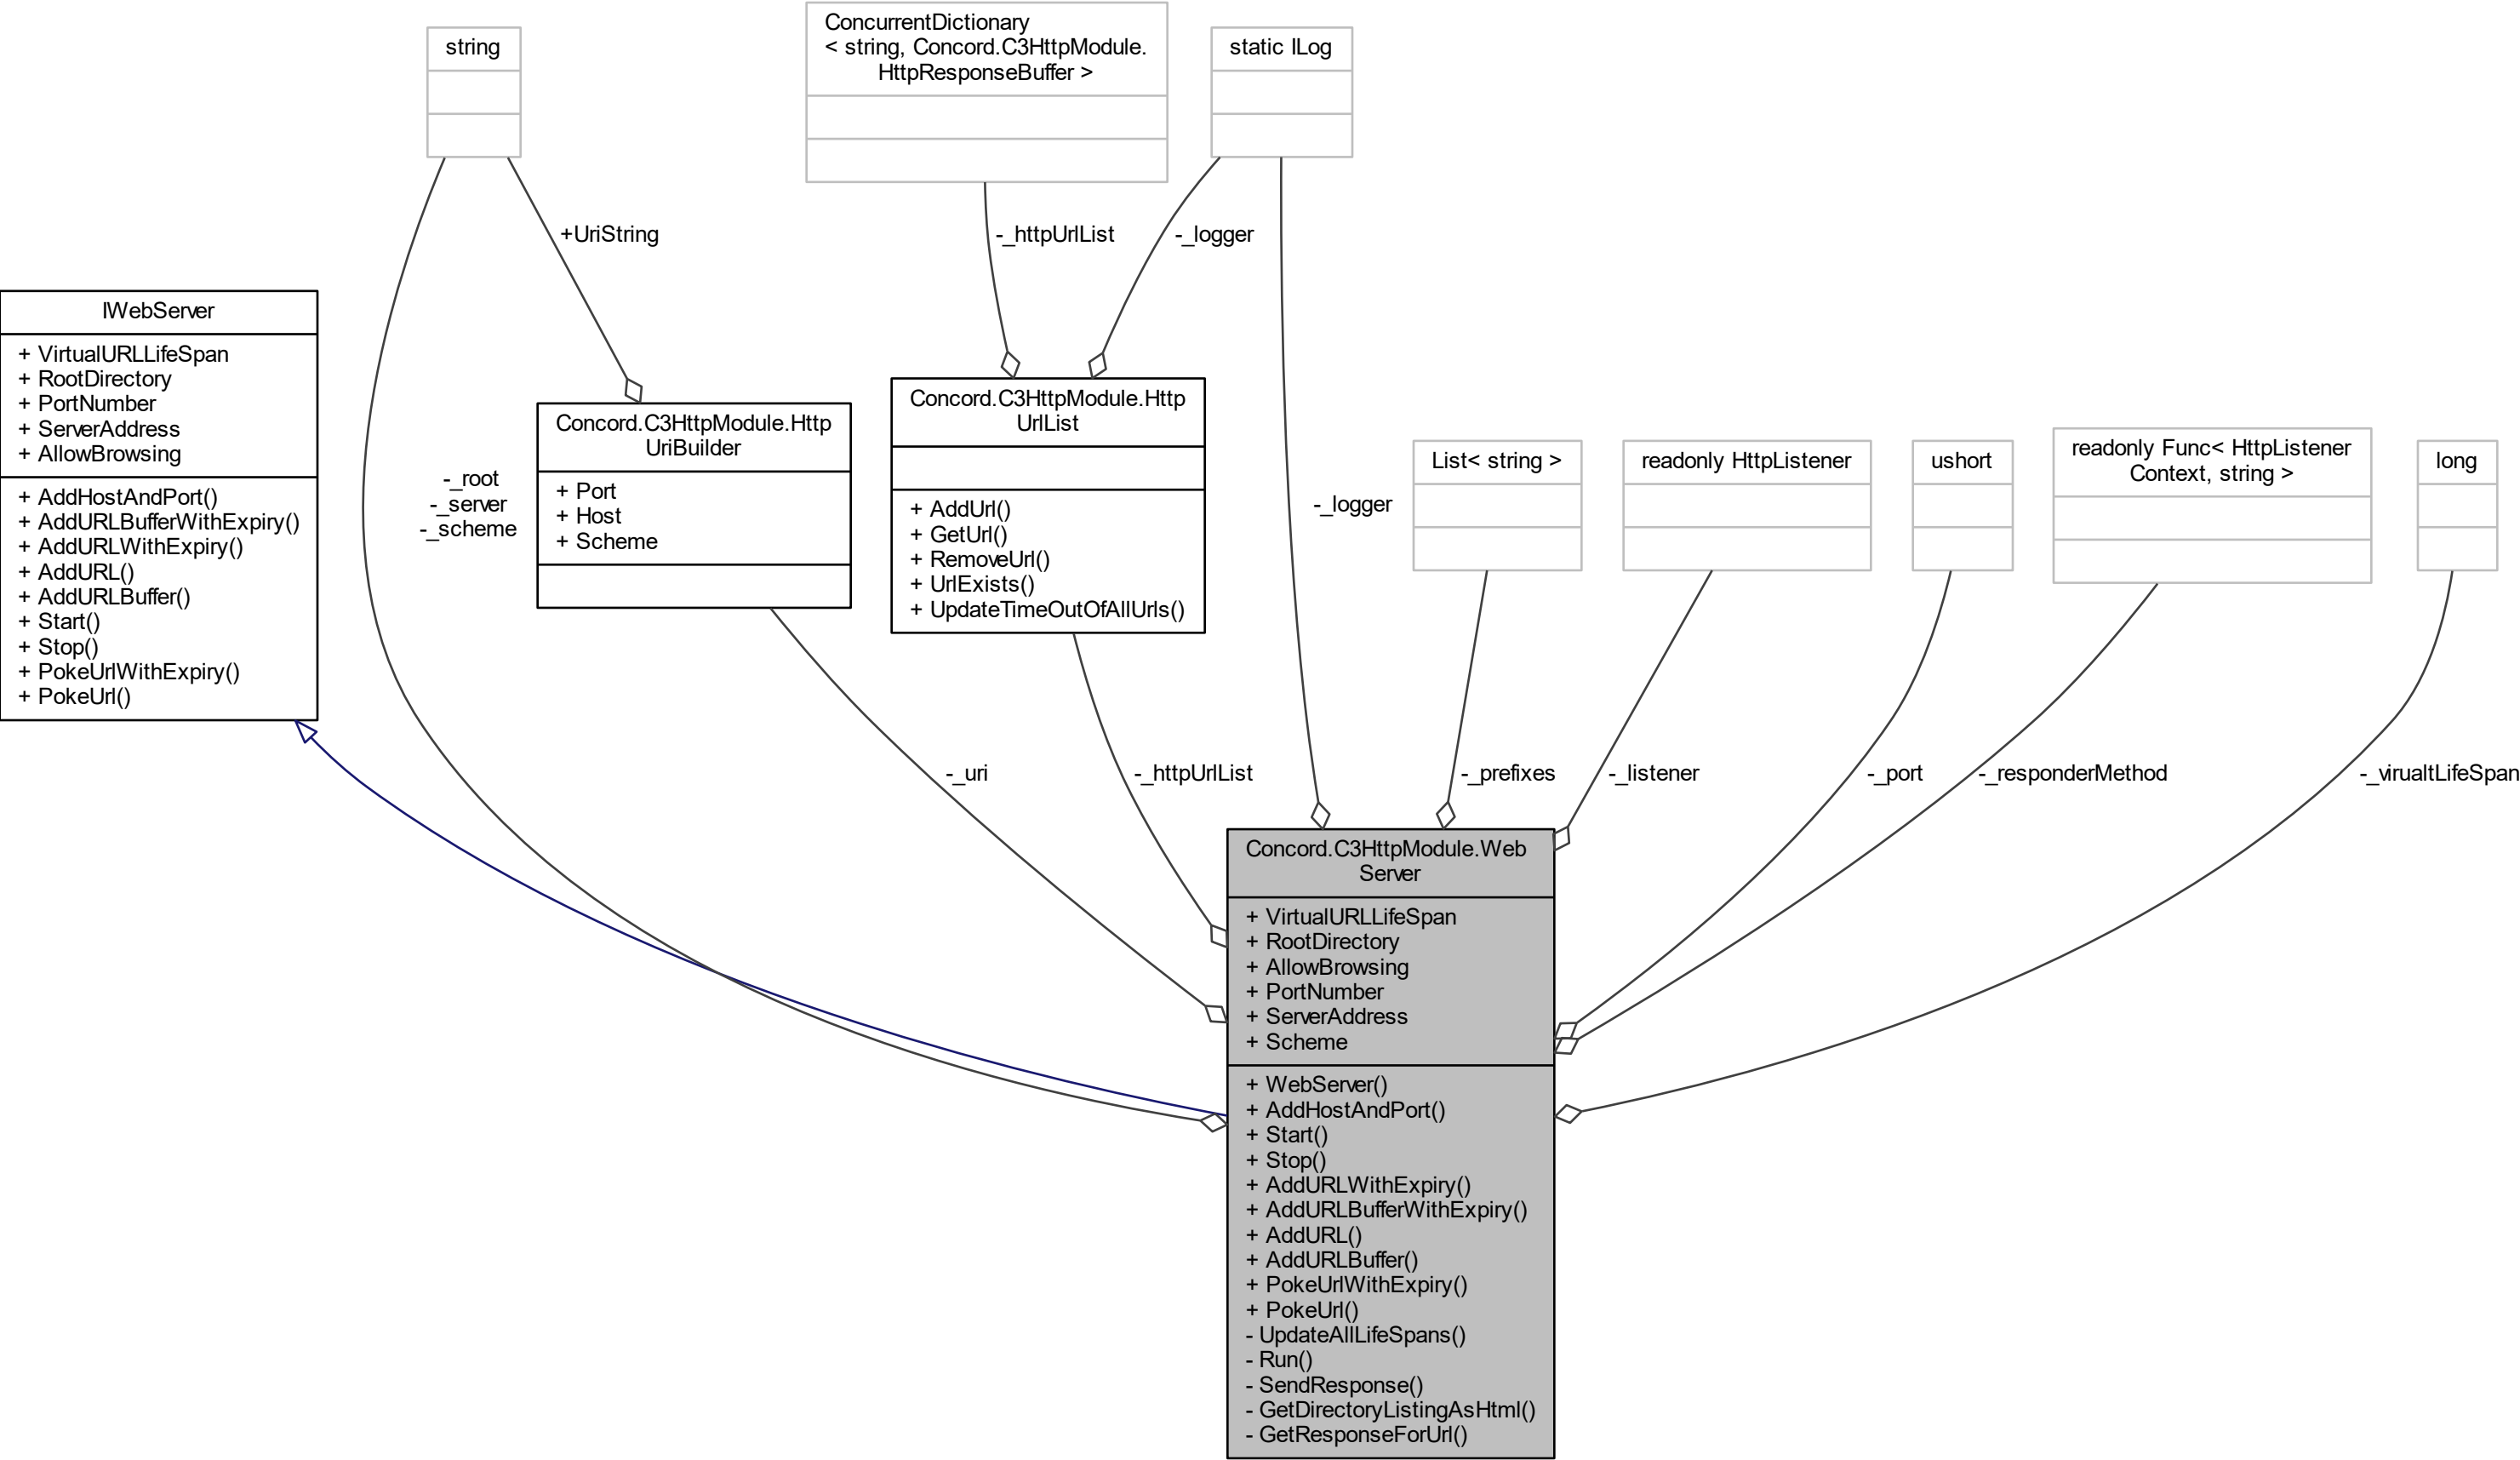 string
ConcurrentDictionary
< string, Concord.C3HttpModule.
HttpResponseBuffer >
static ILog
+UriString
-_httpUrlList
-_logger
IWebServer
+ VirtualURLLifeSpan
+ RootDirectory
+ PortNumber
+ ServerAddress
+ AllowBrowsing
+ AddHostAndPort()
+ AddURLBufferWithExpiry()
+ AddURLWithExpiry()
+ AddURL()
+ AddURLBuffer()
+ Start()
+ Stop()
+ PokeUrlWithExpiry()
+ PokeUrl()
-_root
-_server
-_scheme
Concord.C3HttpModule.Http
UriBuilder
+ Port
+ Host
+ Scheme
Concord.C3HttpModule.Http
UrlList
+ AddUrl()
+ GetUrl()
+ RemoveUrl()
+ UrlExists()
+ UpdateTimeOutOfAllUrls()
-_logger
List< string >
readonly HttpListener
ushort
readonly Func< HttpListener
Context, string >
long
-_uri
-_httpUrlList
-_prefixes
-_listener
-_port
-_responderMethod
-_virualtLifeSpan
Concord.C3HttpModule.Web
Server
+ VirtualURLLifeSpan
+ RootDirectory
+ AllowBrowsing
+ PortNumber
+ ServerAddress
+ Scheme
+ WebServer()
+ AddHostAndPort()
+ Start()
+ Stop()
+ AddURLWithExpiry()
+ AddURLBufferWithExpiry()
+ AddURL()
+ AddURLBuffer()
+ PokeUrlWithExpiry()
+ PokeUrl()
- UpdateAllLifeSpans()
- Run()
- SendResponse()
- GetDirectoryListingAsHtml()
- GetResponseForUrl()